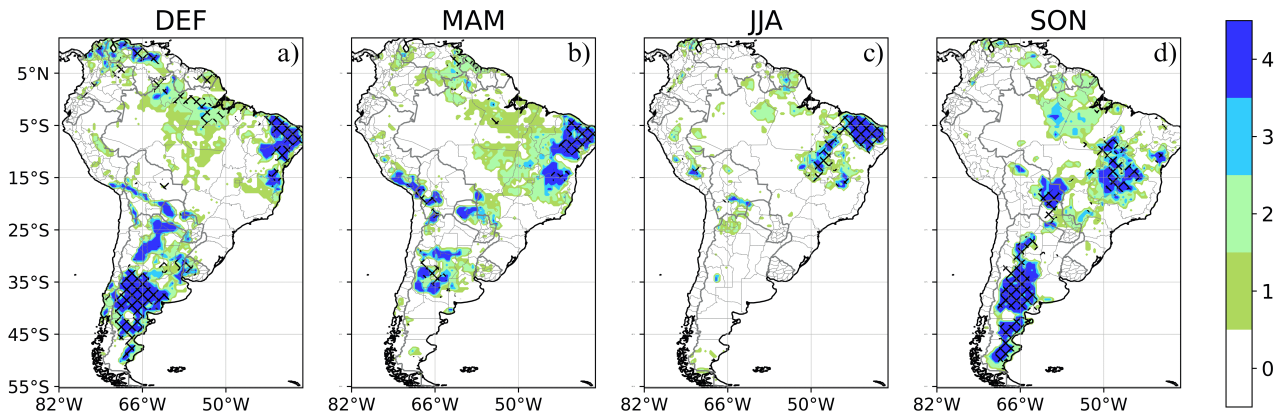 DEF MAM JJA SON
a) b) c) d)
5°N
5°S
15°S
25°S
35°S
45°S
55°S
82°W 66°W 50°W 82°W 66°W 50°W 82°W 66°W 50°W 82°W 66°W 50°W
4
3
2
1
0